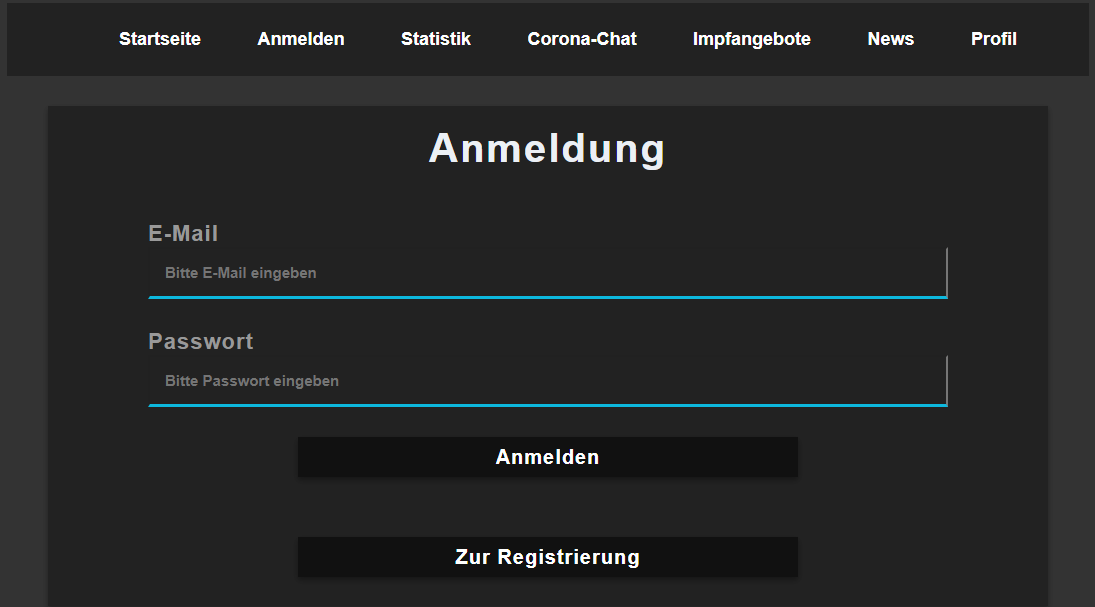 Startseite Anmelden Statistik Corona-Chat Impfangebote News Profil
Anmeldung
E-Mail
Bitte E-Mail eingeben
Passwort
Bitte Passwort eingeben
Anmelden
Zur Registrierung